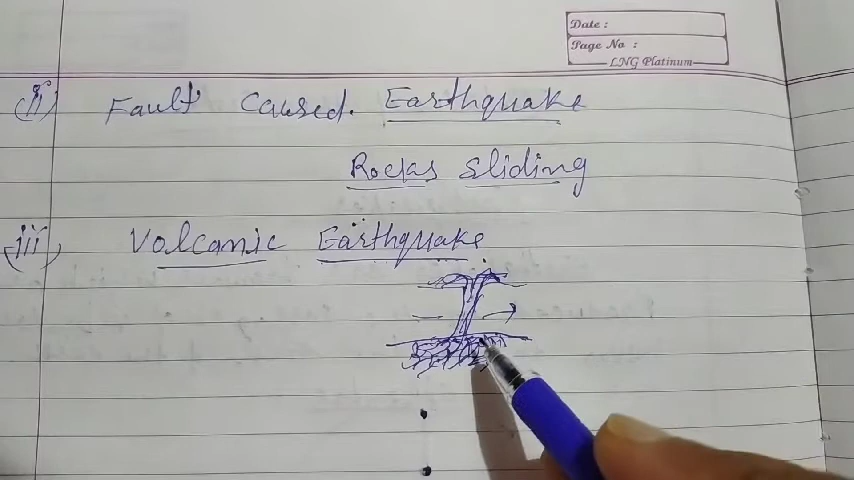 Date :
Page No :
LNG Platinum
(ii) Fault Caused. Earthquake
Rocks sliding
(iii) Volcanic Earthquake